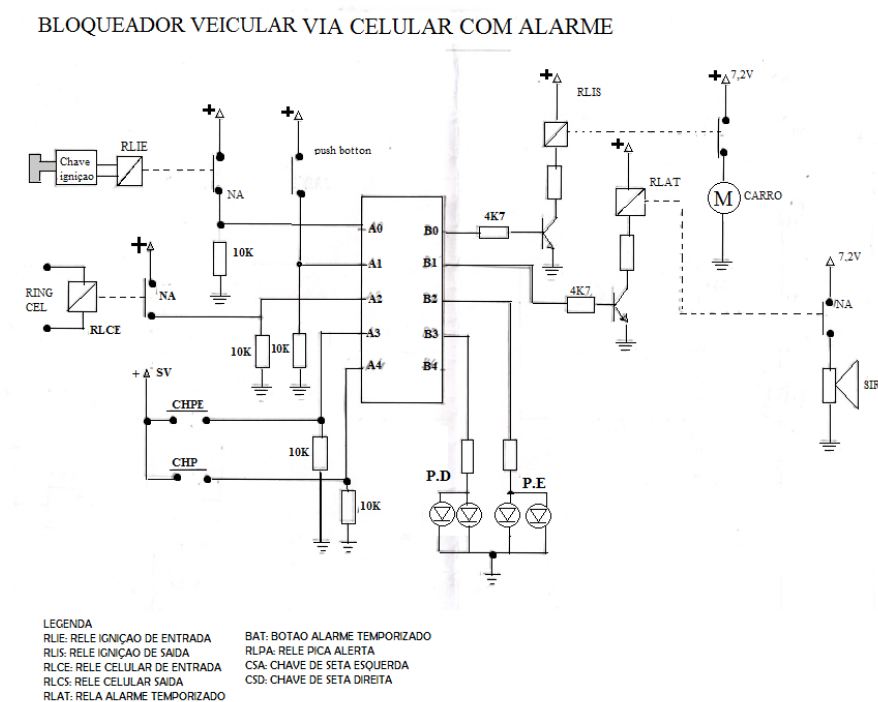 BLOQUEADOR VEICULAR VIA CELULAR COM ALARME
7,2V
RLIS
RLIE
push botton
Chave
igniçao
RLAT
NA
CARRO
M
A0
B0
4K7
10K
A1
B1
7,2V
NA
RING
CEL
A2
B2
4K7
NA
RLCE
A3
B3
10K
10K
A4
B4
SV
SIR
CHPE
10K
CHP
P.D
P.E
10K
LEGENDA
RLIE: RELE IGNIÇAO DE ENTRADA
RLIS: RELE IGNIÇAO DE SAIDA
RLCE: RELE CELULAR DE ENTRADA
RLCS: RELE CELULAR SAIDA
RLAT: RELA ALARME TEMPORIZADO
BAT: BOTAO ALARME TEMPORIZADO
RLPA: RELE PICA ALERTA
CSA: CHAVE DE SETA ESQUERDA
CSD: CHAVE DE SETA DIREITA